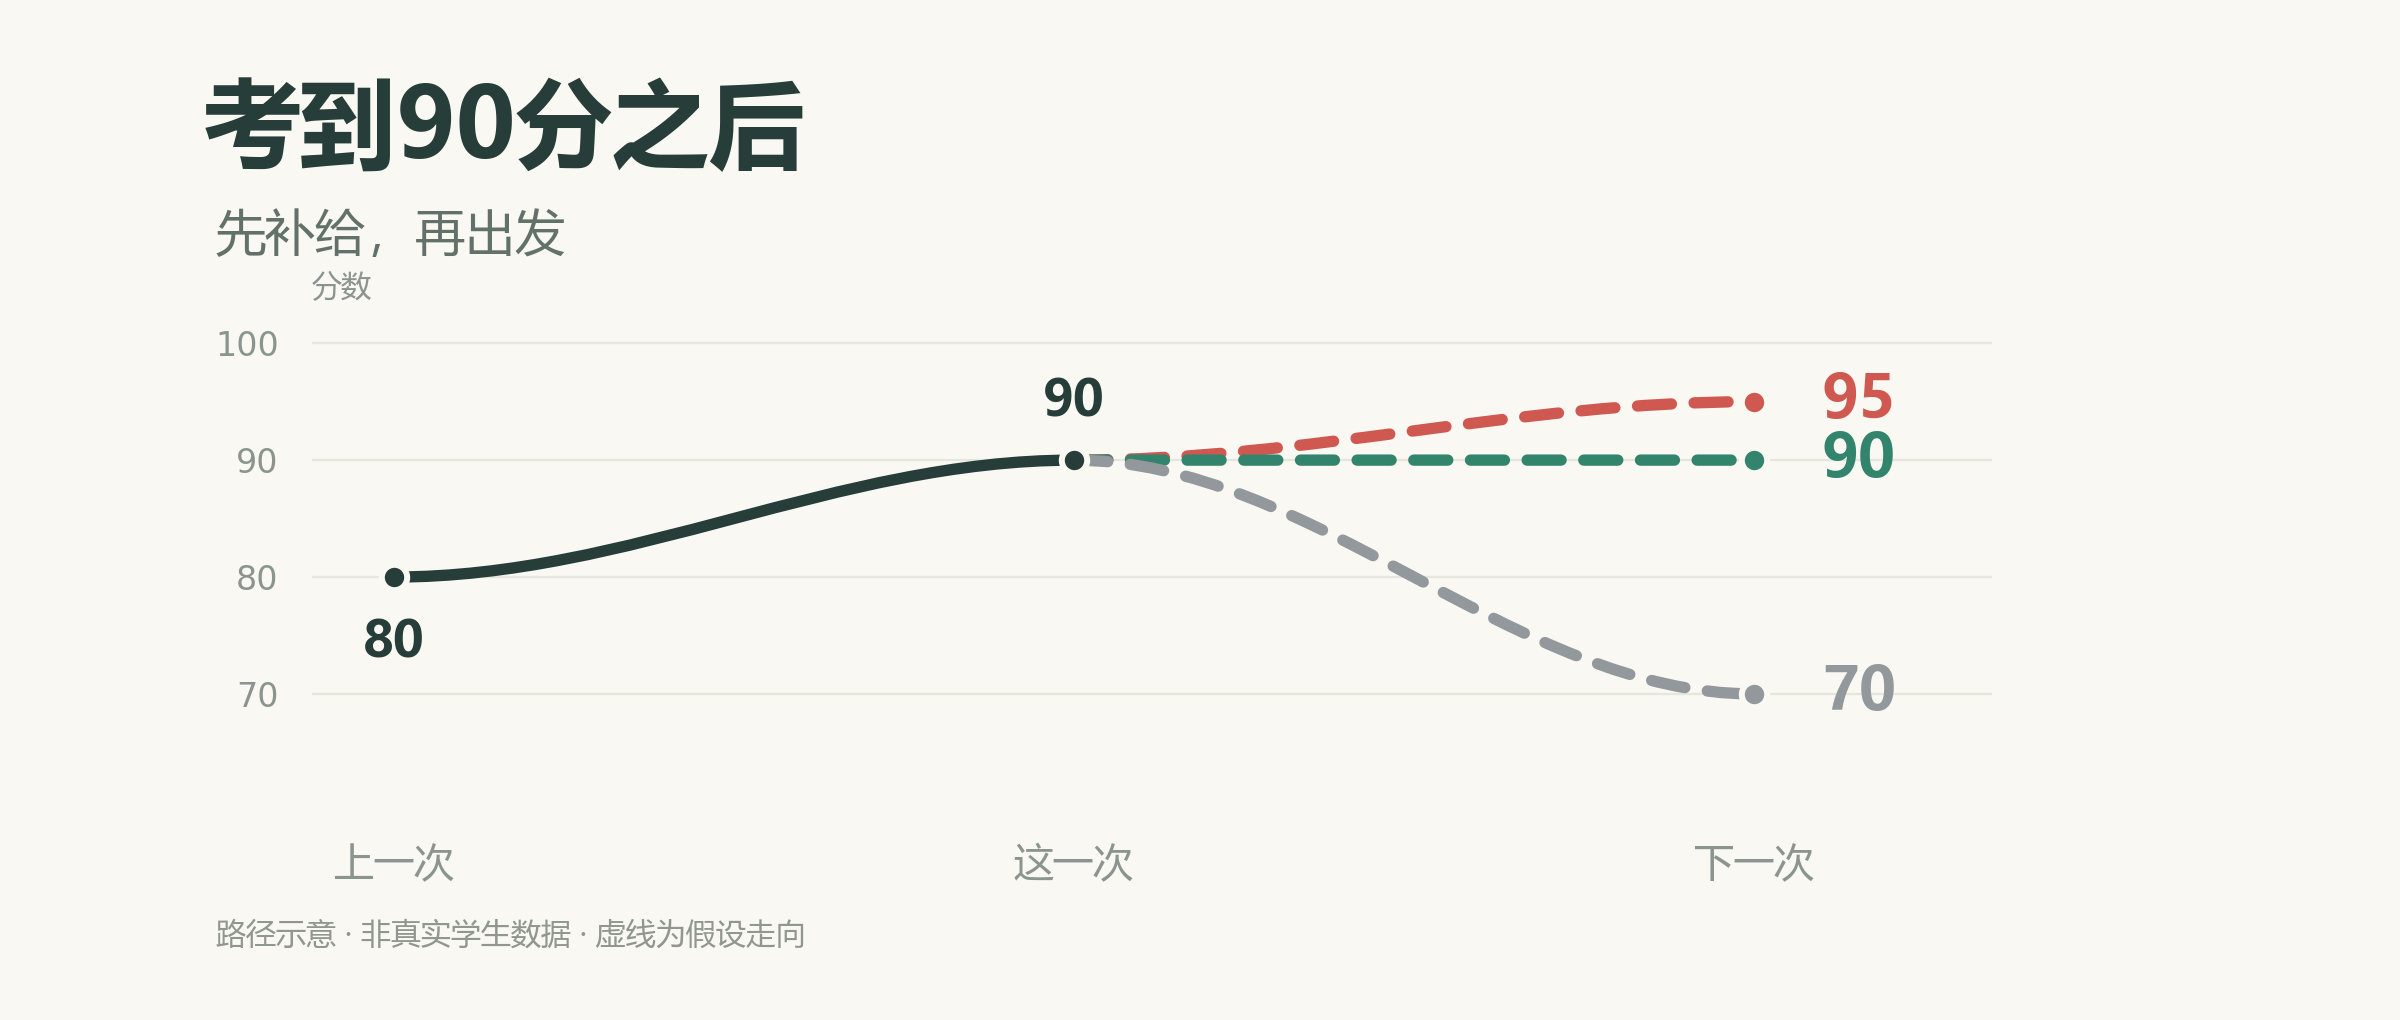 考到90分之后
先补给，再出发
分数
100
90
80
70
80
90
95
90
70
上一次
这一次
下一次
路径示意 · 非真实学生数据 · 虚线为假设走向